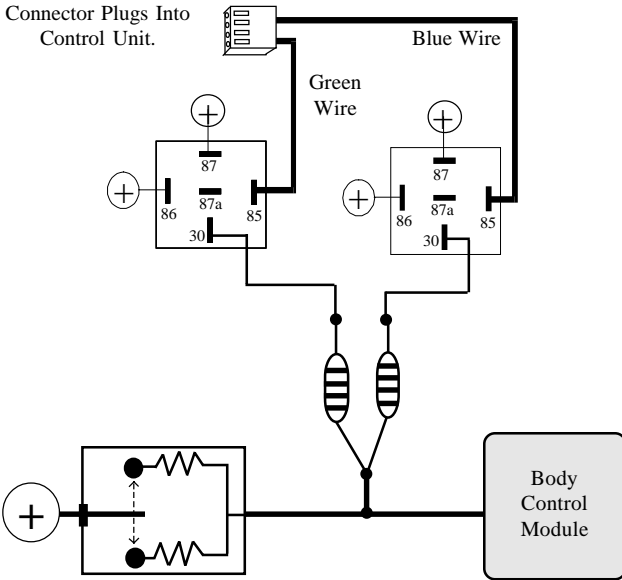 Connector Plugs Into
Control Unit.
Blue Wire
Green
Wire
+
+
87
87
+
+
87a
87a
86
85
86
85
30
30
+
Body
Control
Module